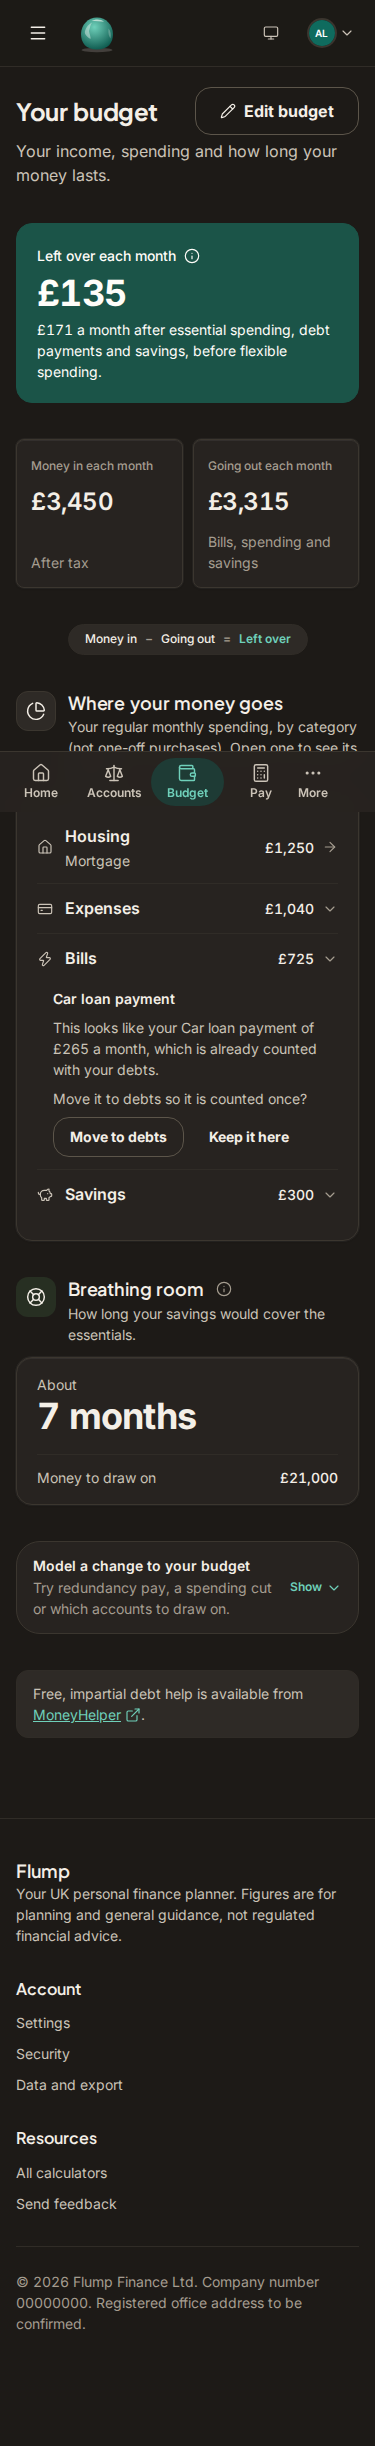 AL
Your budget
Edit budget
Your income, spending and how long your
money lasts.
Left over each month
£135
£171 a month after essential spending, debt
payments and savings, before flexible
spending.
Money in each month
£3,450
After tax
Going out each month
£3,315
Bills, spending and
savings
Money in – Going out = Left over
Where your money goes
Your regular monthly spending, by category
(not one-off purchases). Open one to see its
Home
Accounts
Budget
Pay
More
Housing
Mortgage
£1,250
Expenses
£1,040
Bills
£725
Car loan payment
This looks like your Car loan payment of
£265 a month, which is already counted
with your debts.
Move it to debts so it is counted once?
Move to debts
Keep it here
Savings
£300
Breathing room
How long your savings would cover the
essentials.
About
7 months
Money to draw on
£21,000
Model a change to your budget
Try redundancy pay, a spending cut
or which accounts to draw on.
Show
Free, impartial debt help is available from
MoneyHelper .
Flump
Your UK personal finance planner. Figures are for
planning and general guidance, not regulated
financial advice.
Account
Settings
Security
Data and export
Resources
All calculators
Send feedback
© 2026 Flump Finance Ltd. Company number
00000000. Registered office address to be
confirmed.